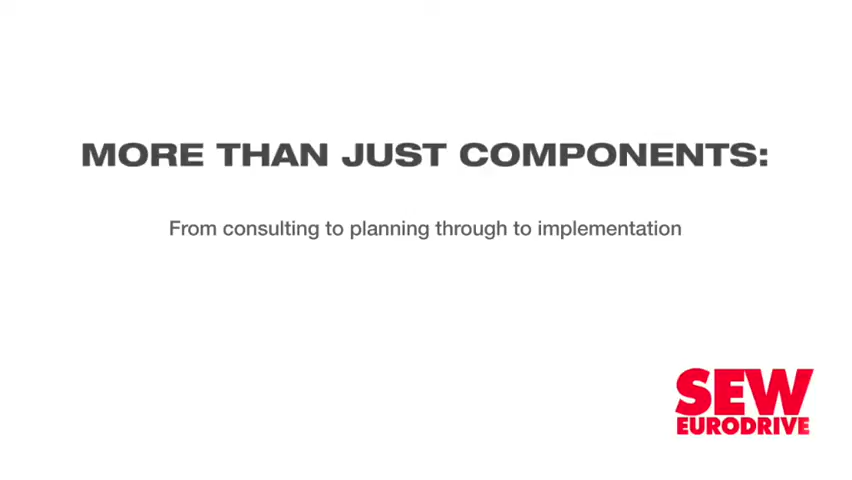 MORE THAN JUST COMPONENTS:
From consulting to planning through to implementation
SEW
EURODRIVE